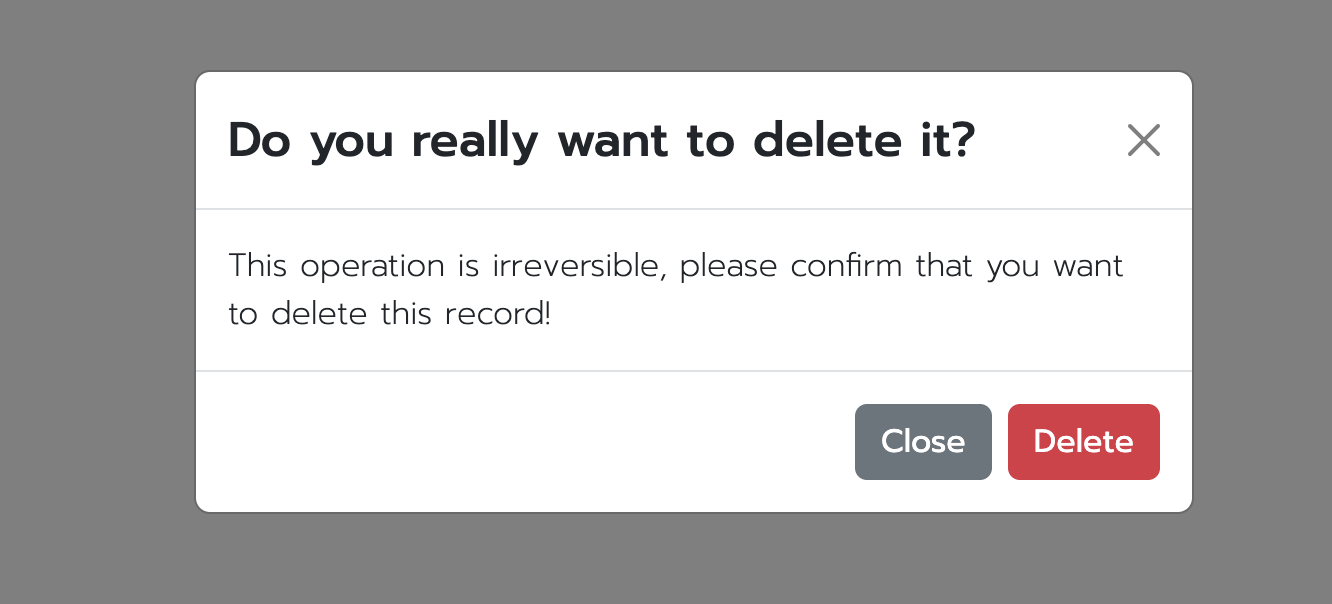 Do you really want to delete it?
This operation is irreversible, please confirm that you want
to delete this record!
Close
Delete